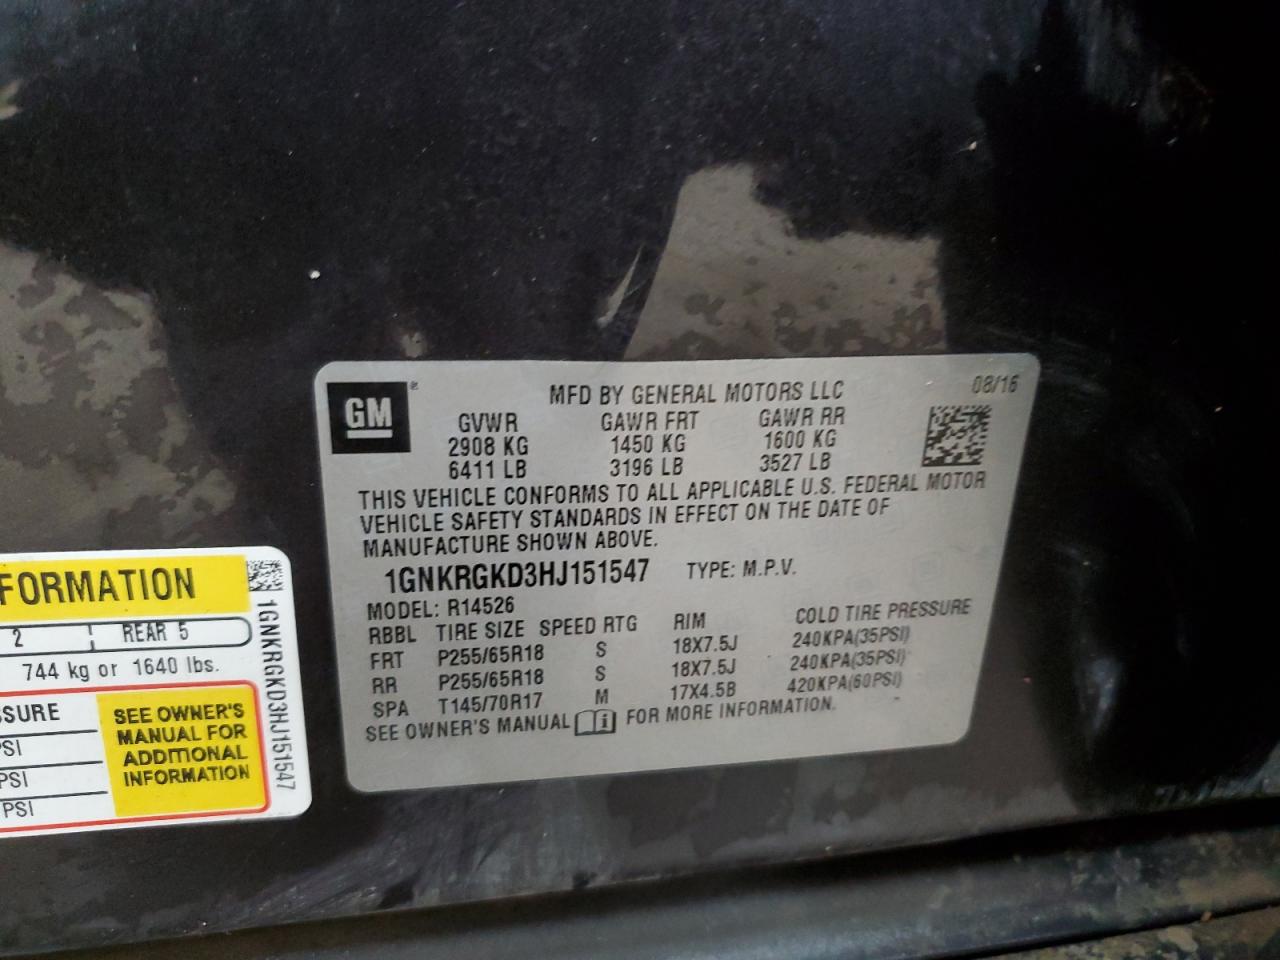 GM ®
MFD BY GENERAL MOTORS LLC 08/16
GVWR GAWR FRT GAWR RR
2908 KG 1450 KG 1600 KG
6411 LB 3196 LB 3527 LB
THIS VEHICLE CONFORMS TO ALL APPLICABLE U.S. FEDERAL MOTOR
VEHICLE SAFETY STANDARDS IN EFFECT ON THE DATE OF
MANUFACTURE SHOWN ABOVE.
1GNKRGKD3HJ151547 TYPE: M.P.V.
MODEL: R14526
RBBL TIRE SIZE SPEED RTG RIM COLD TIRE PRESSURE
FRT P255/65R18 S 18X7.5J 240KPA(35PSI)
RR P255/65R18 S 18X7.5J 240KPA(35PSI)
SPA T145/70R17 M 17X4.5B 420KPA(60PSI)
SEE OWNER'S MANUAL FOR MORE INFORMATION.
FORMATION
2 REAR 5
744 kg or 1640 lbs.
SSURE
PSI
PSI
PSI
SEE OWNER'S
MANUAL FOR
ADDITIONAL
INFORMATION
1GNKRGKD3HJ151547